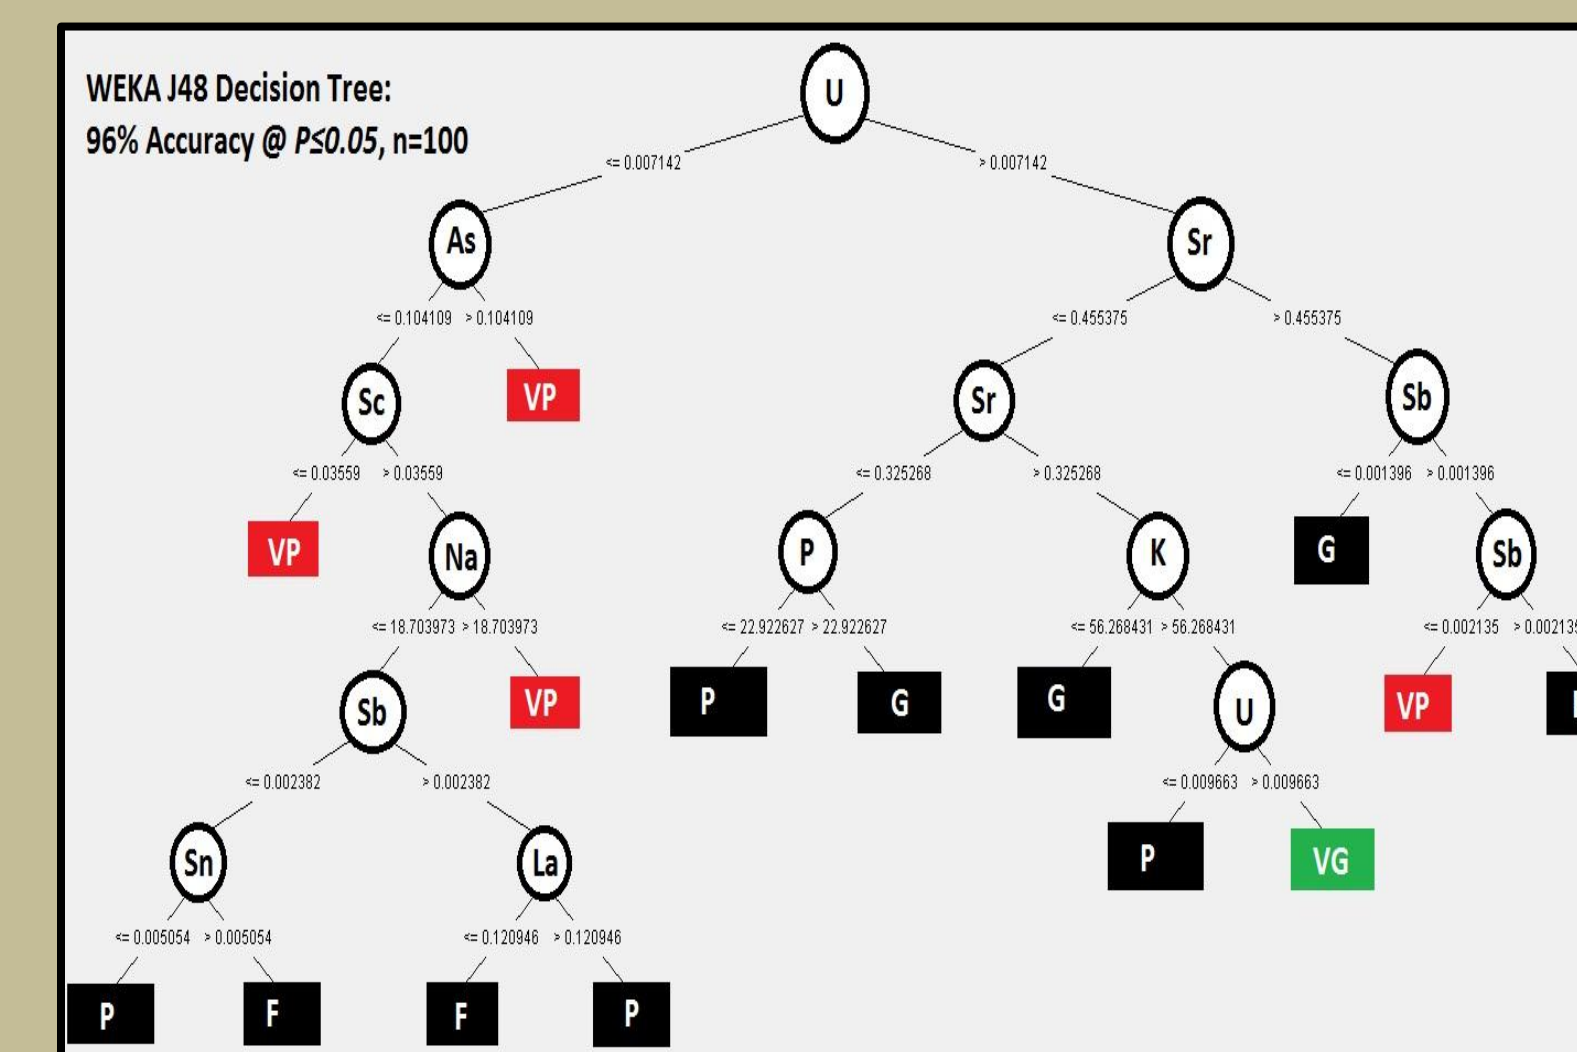 WEKA J48 Decision Tree:
96% Accuracy @ P≤0.05, n=100
U
<= 0.007142 > 0.007142
As Sr
<= 0.104109 > 0.104109 <= 0.455375 > 0.455375
Sc VP Sr Sb
<= 0.03559 > 0.03559 <= 0.325268 > 0.325268 <= 0.001396 > 0.001396
VP Na P K G Sb
<= 18.703973 > 18.703973 <= 22.922627 > 22.922627 <= 56.268431 > 56.268431 <= 0.002135 > 0.002135
Sb VP P G G U VP
<= 0.002382 > 0.002382 <= 0.009663 > 0.009663
Sn La P VG
<= 0.005054 > 0.005054 <= 0.120946 > 0.120946
P F F P